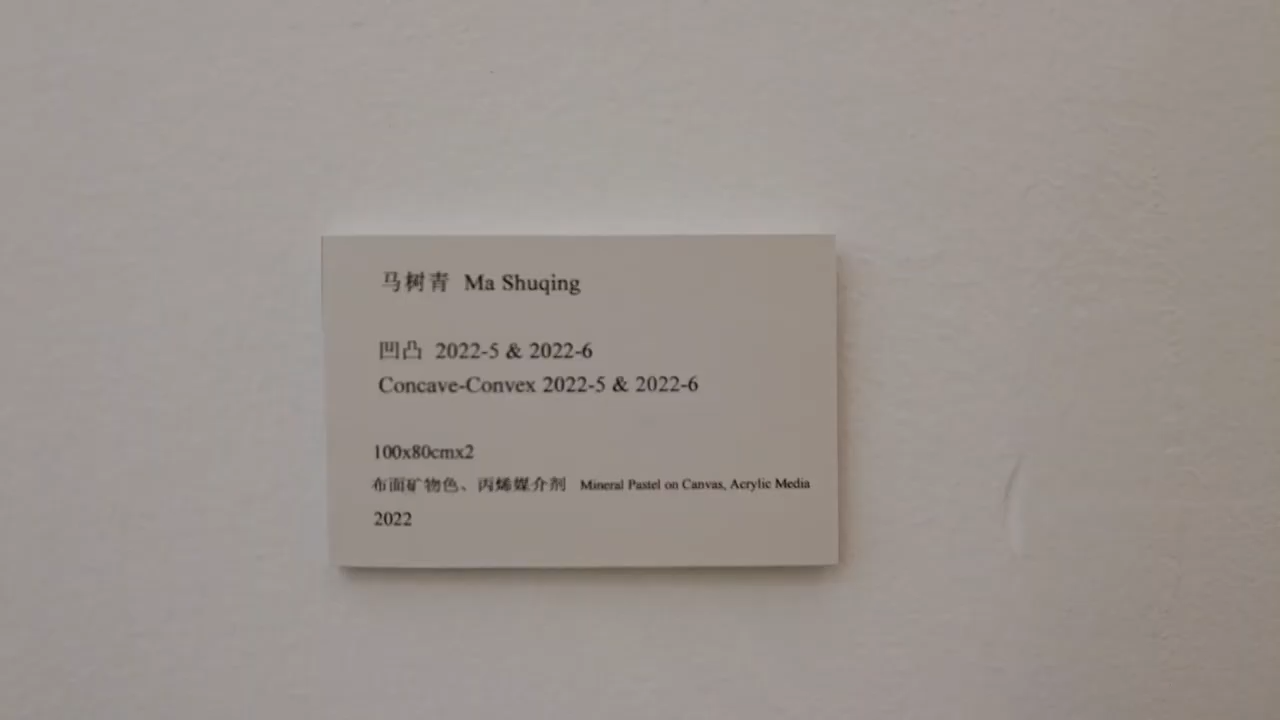 马树青 Ma Shuqing
凹凸 2022-5 & 2022-6
Concave-Convex 2022-5 & 2022-6
100x80cmx2
布面矿物色、丙烯媒介剂 Mineral Pastel on Canvas, Acrylic Media
2022